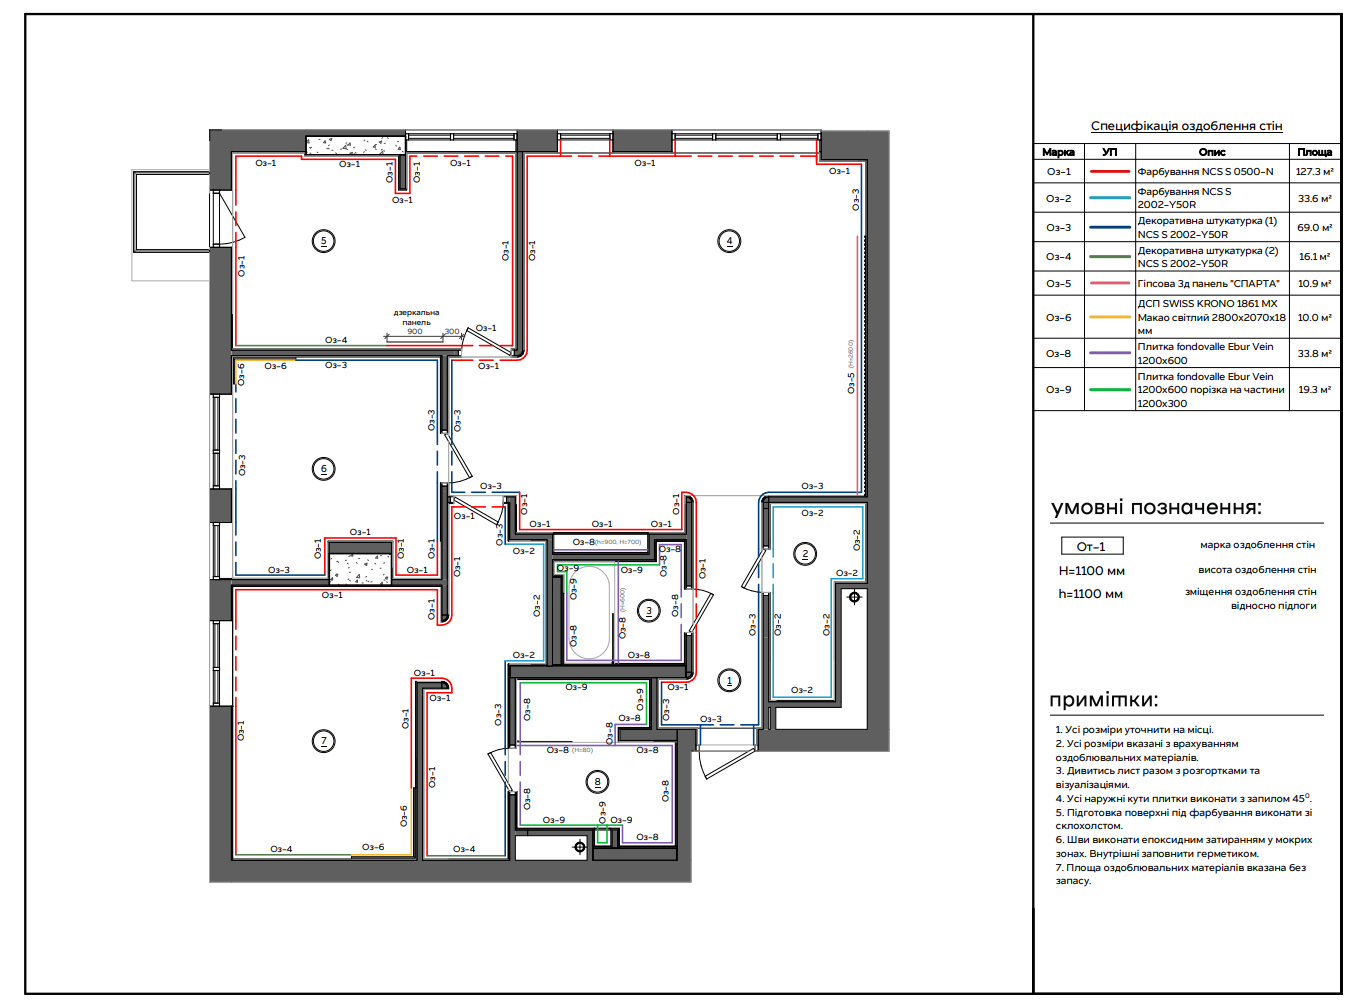 Специфікація оздоблення стін
Марка УП Опис Площа
Оз-1 Фарбування NCS S 0500-N 127.3 м²
Оз-2 Фарбування NCS S
2002-Y50R 33.6 м²
Оз-3 Декоративна штукатурка (1)
NCS S 2002-Y50R 69.0 м²
Оз-4 Декоративна штукатурка (2)
NCS S 2002-Y50R 16.1 м²
Оз-5 Гіпсова 3д панель "СПАРТА" 10.9 м²
Оз-6 ДСП SWISS KRONO 1861 MX
Макао світлий 2800x2070x18
мм 10.0 м²
Оз-8 Плитка fondovalle Ebur Vein
1200x600 33.8 м²
Оз-9 Плитка fondovalle Ebur Vein
1200x600 порізка на частини
1200x300 19.3 м²
умовні позначення:
От-1 марка оздоблення стін
H=1100 мм висота оздоблення стін
h=1100 мм зміщення оздоблення стін
відносно підлоги
примітки:
1. Усі розміри уточнити на місці.
2. Усі розміри вказані з врахуванням
оздоблювальних матеріалів.
3. Дивитись лист разом з розгортками та
візуалізаціями.
4. Усі наружні кути плитки виконати з запилом 45⁰.
5. Підготовка поверхні під фарбування виконати зі
склохолстом.
6. Шви виконати епоксидним затиранням у мокрих
зонах. Внутрішні заповнити герметиком.
7. Площа оздоблювальних матеріалів вказана без
запасу.
Оз-1 Оз-1 Оз-1 Оз-1 Оз-1
Оз-1 Оз-1 Оз-1 Оз-3
5 4
Оз-1 Оз-1 Оз-1
дзеркальна
панель
900 300 Оз-1
Оз-4
Оз-6 Оз-6 Оз-3 Оз-1
Оз-5 (H=2600)
Оз-3 Оз-3
Оз-3 6
Оз-3 Оз-3
Оз-1 Оз-1 Оз-1 Оз-1 Оз-1
Оз-3 Оз-2 Оз-2 Оз-2
Оз-1 Оз-1 Оз-1 Оз-3
Оз-8 (h=900, H=700) Оз-8
2
Оз-3 Оз-1 Оз-1 Оз-9 Оз-9 Оз-8 Оз-1 Оз-2
Оз-9 (H=600)
Оз-1 Оз-1 Оз-2 3 Оз-8
Оз-8 Оз-8 Оз-3 Оз-2 Оз-2
Оз-2 Оз-8
Оз-1 Оз-1 Оз-9 Оз-9 Оз-1 1 Оз-2
Оз-1 Оз-3 Оз-8 Оз-8 Оз-8 Оз-3 Оз-3
Оз-1 7
Оз-8 (H=80) Оз-8
Оз-1 8 Оз-8
Оз-6 Оз-8 Оз-9
Оз-9 Оз-9
Оз-4 Оз-6 Оз-4 Оз-8